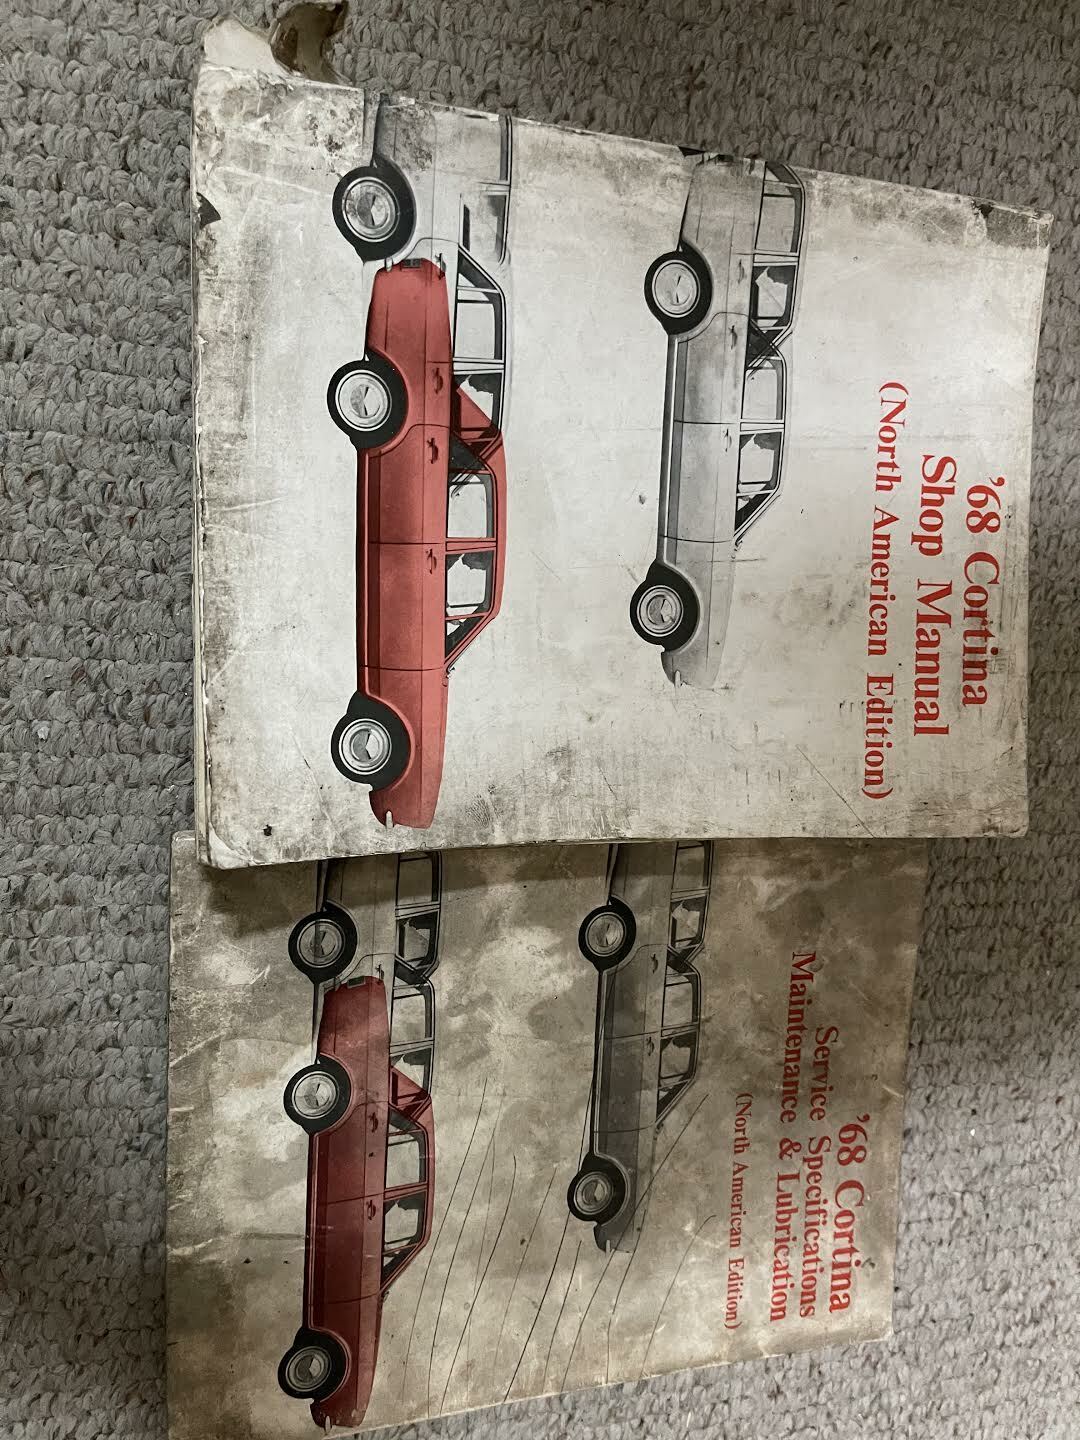 '68 Cortina
Shop Manual
(North American Edition)
'68 Cortina
Service Specifications
Maintenance & Lubrication
(North American Edition)